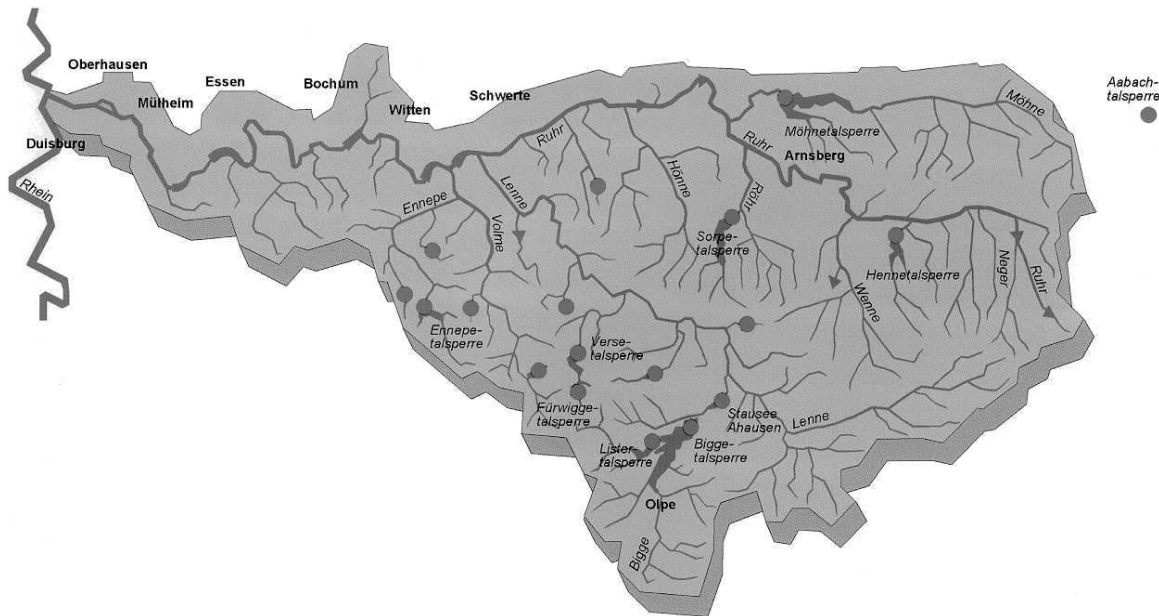 Oberhausen
Essen
Bochum
Mülheim
Witten
Schwerte
Duisburg
Rhein
Ruhr
Lenne
Ennepe
Volme
Hönne
Röhr
Ruhr
Möhnetalsperre
Arnsberg
Möhne
Aabach-
talsperre
Sorpe-
talsperre
Hennetalsperre
Wenne
Neger
Ruhr
Ennepe-
talsperre
Verse-
talsperre
Fürwigge-
talsperre
Stausee
Ahausen
Lenne
Lister-
talsperre
Bigge-
talsperre
Olpe
Bigge